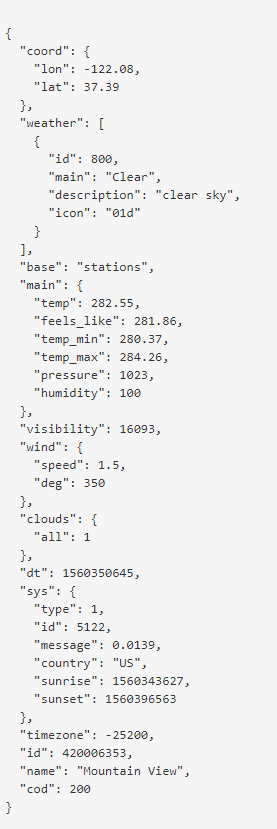 {
  "coord": {
    "lon": -122.08,
    "lat": 37.39
  },
  "weather": [
    {
      "id": 800,
      "main": "Clear",
      "description": "clear sky",
      "icon": "01d"
    }
  ],
  "base": "stations",
  "main": {
    "temp": 282.55,
    "feels_like": 281.86,
    "temp_min": 280.37,
    "temp_max": 284.26,
    "pressure": 1023,
    "humidity": 100
  },
  "visibility": 16093,
  "wind": {
    "speed": 1.5,
    "deg": 350
  },
  "clouds": {
    "all": 1
  },
  "dt": 1560350645,
  "sys": {
    "type": 1,
    "id": 5122,
    "message": 0.0139,
    "country": "US",
    "sunrise": 1560343627,
    "sunset": 1560396563
  },
  "timezone": -25200,
  "id": 420006353,
  "name": "Mountain View",
  "cod": 200
}